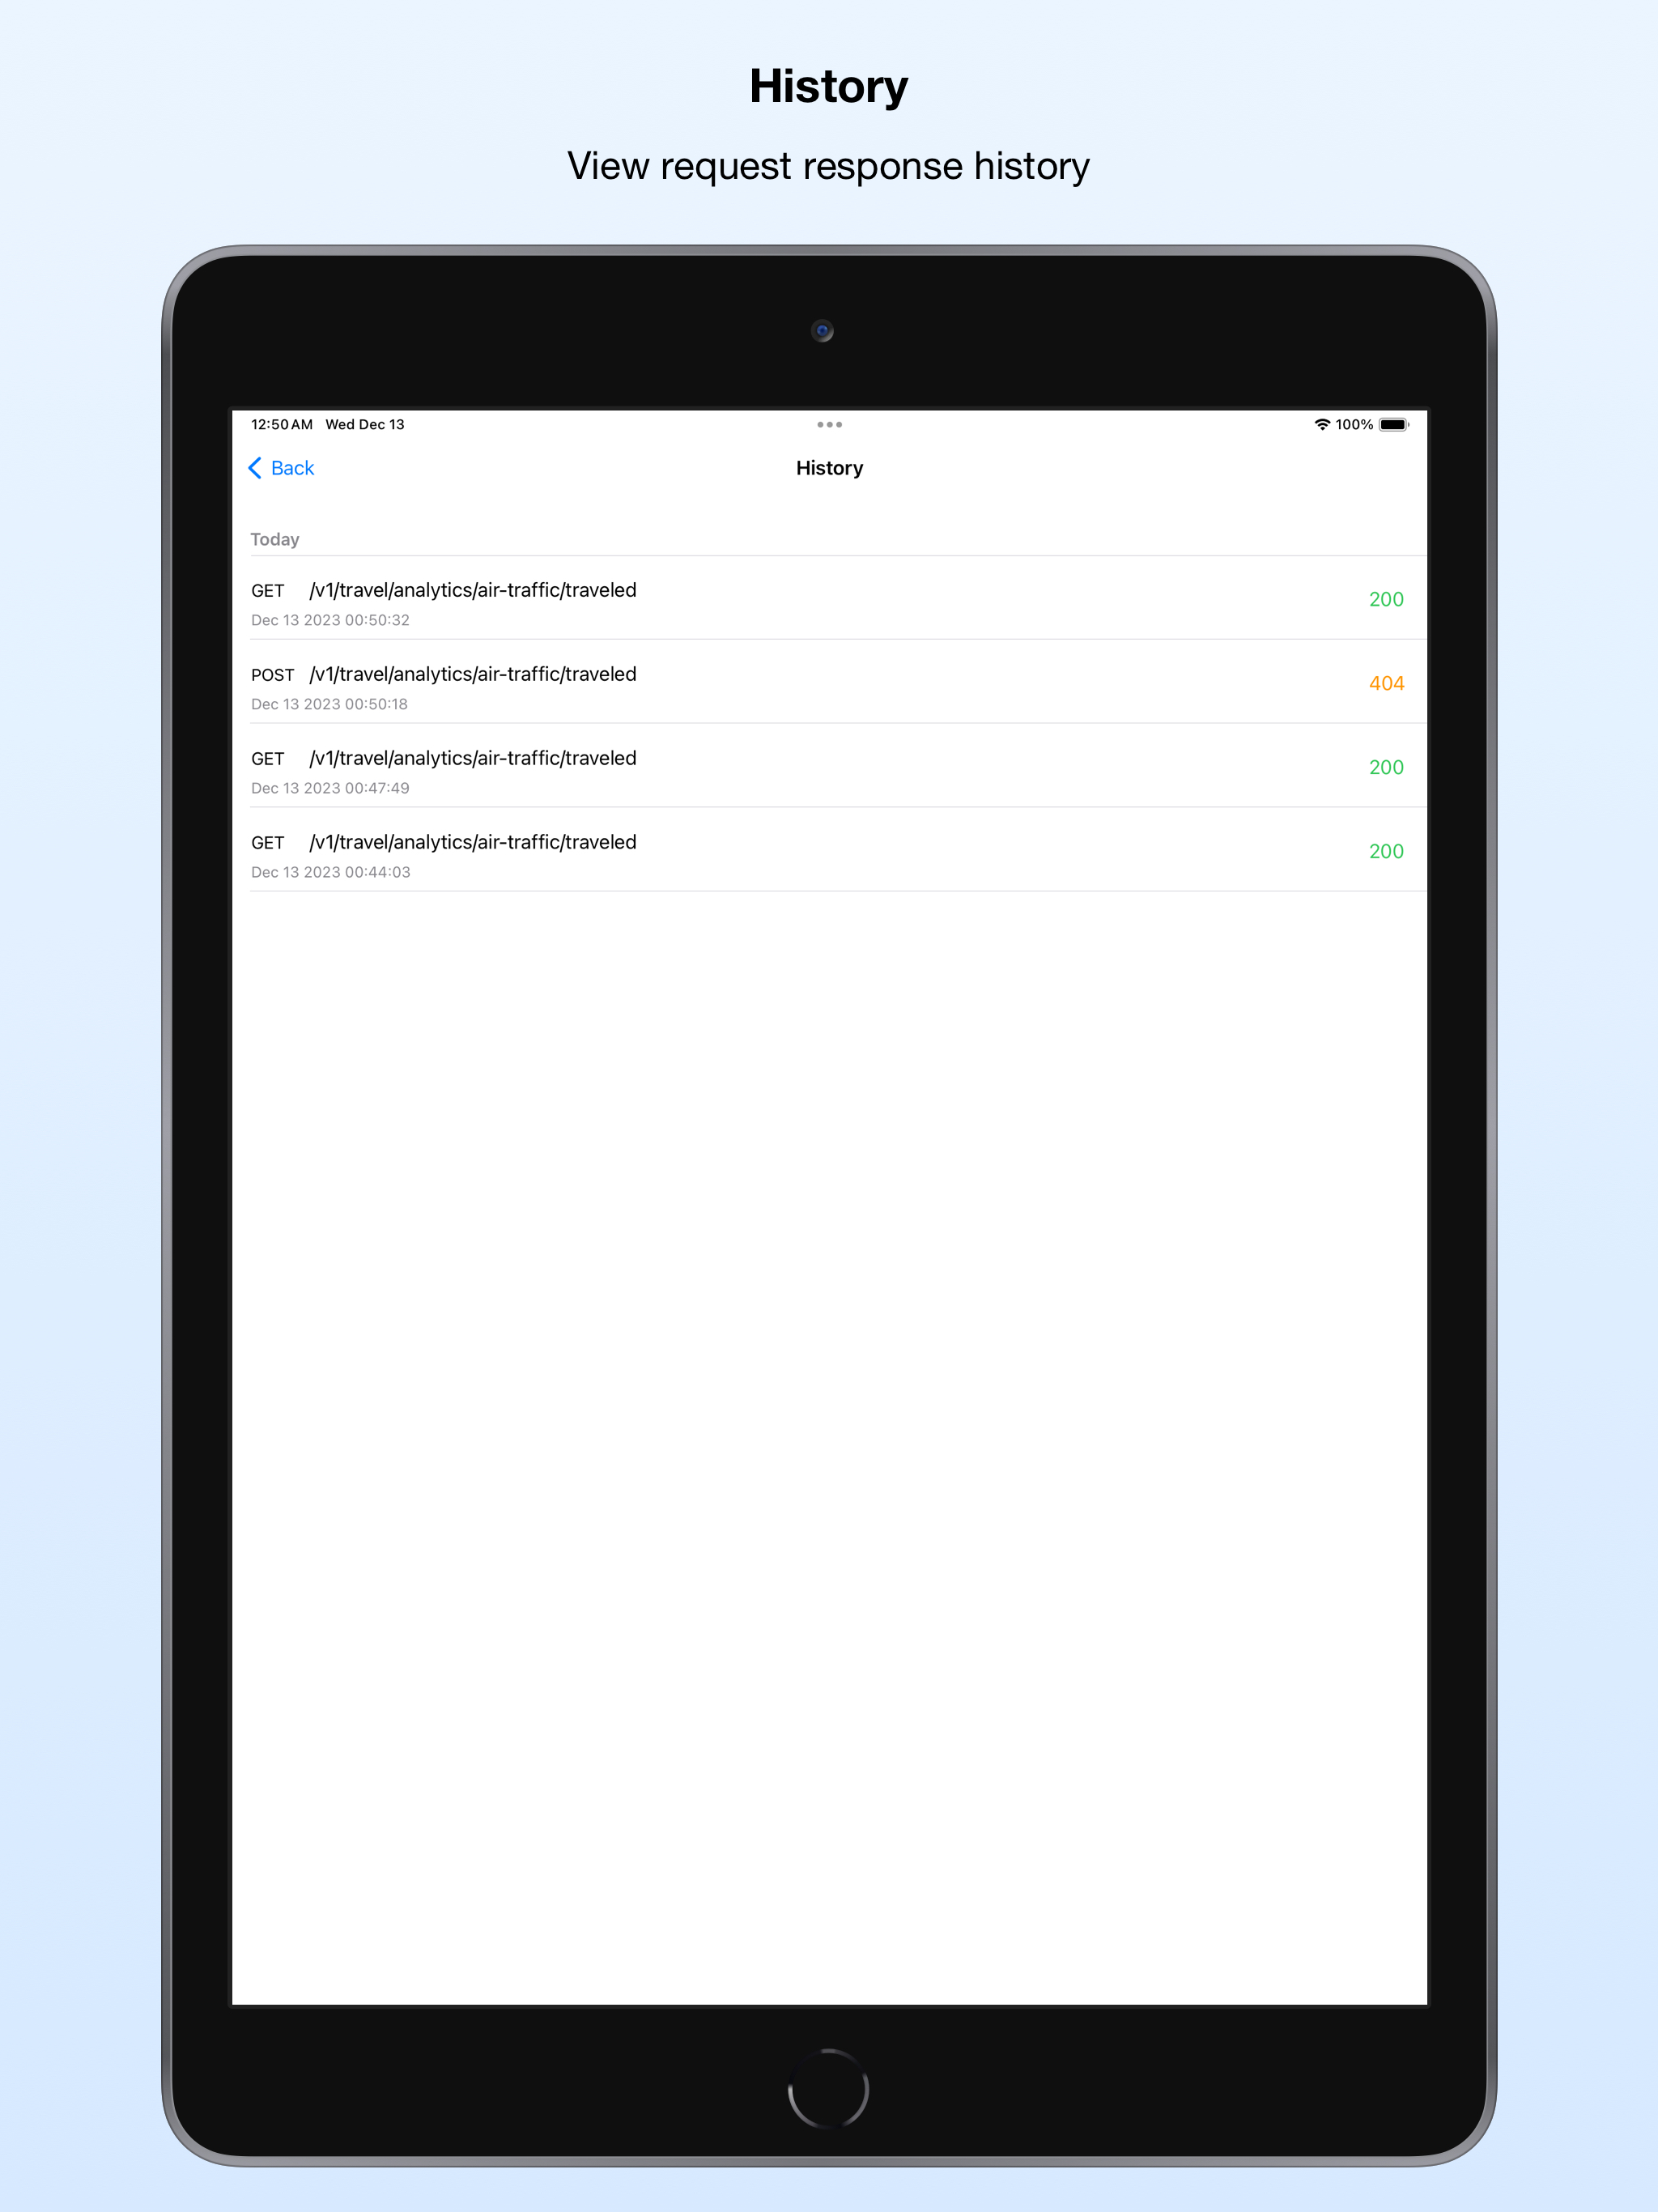 History
View request response history
12:50 AM Wed Dec 13 100%
Back History
Today
GET /v1/travel/analytics/air-traffic/traveled 200
Dec 13 2023 00:50:32
POST /v1/travel/analytics/air-traffic/traveled 404
Dec 13 2023 00:50:18
GET /v1/travel/analytics/air-traffic/traveled 200
Dec 13 2023 00:47:49
GET /v1/travel/analytics/air-traffic/traveled 200
Dec 13 2023 00:44:03